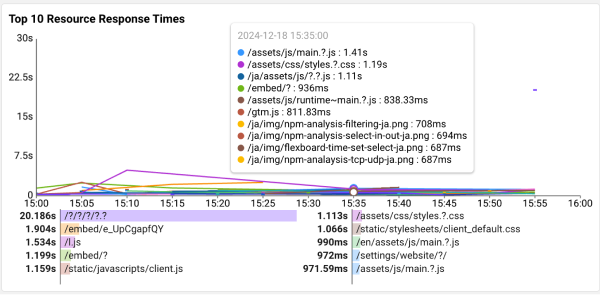 Top 10 Resource Response Times
30s
22.5s
15s
7.5s
0
2024-12-18 15:35:00
/assets/js/main.?.js : 1.41s
/assets/css/styles.?.css : 1.19s
/ja/assets/js/?.?.js : 1.11s
/embed/? : 936ms
/assets/js/runtime~main.?.js : 838.33ms
/gtm.js : 811.83ms
/ja/img/npm-analysis-filtering-ja.png : 708ms
/ja/img/npm-analysis-select-in-out-ja.png : 694ms
/ja/img/flexboard-time-set-select-ja.png : 687ms
/ja/img/npm-analaysis-tcp-udp-ja.png : 687ms
15:00 15:05 15:10 15:15 15:20 15:25 15:30 15:35 15:40 15:45 15:50 15:55 16:00
20.186s /?/?/?/?.?
1.904s /embed/e_UpCgapfQY
1.534s /l.js
1.199s /embed/?
1.159s /static/javascripts/client.js
1.113s /assets/css/styles.?.css
1.066s /static/stylesheets/client_default.css
990ms /en/assets/js/main.?.js
972ms /settings/website/?/
971.59ms /assets/js/main.?.js